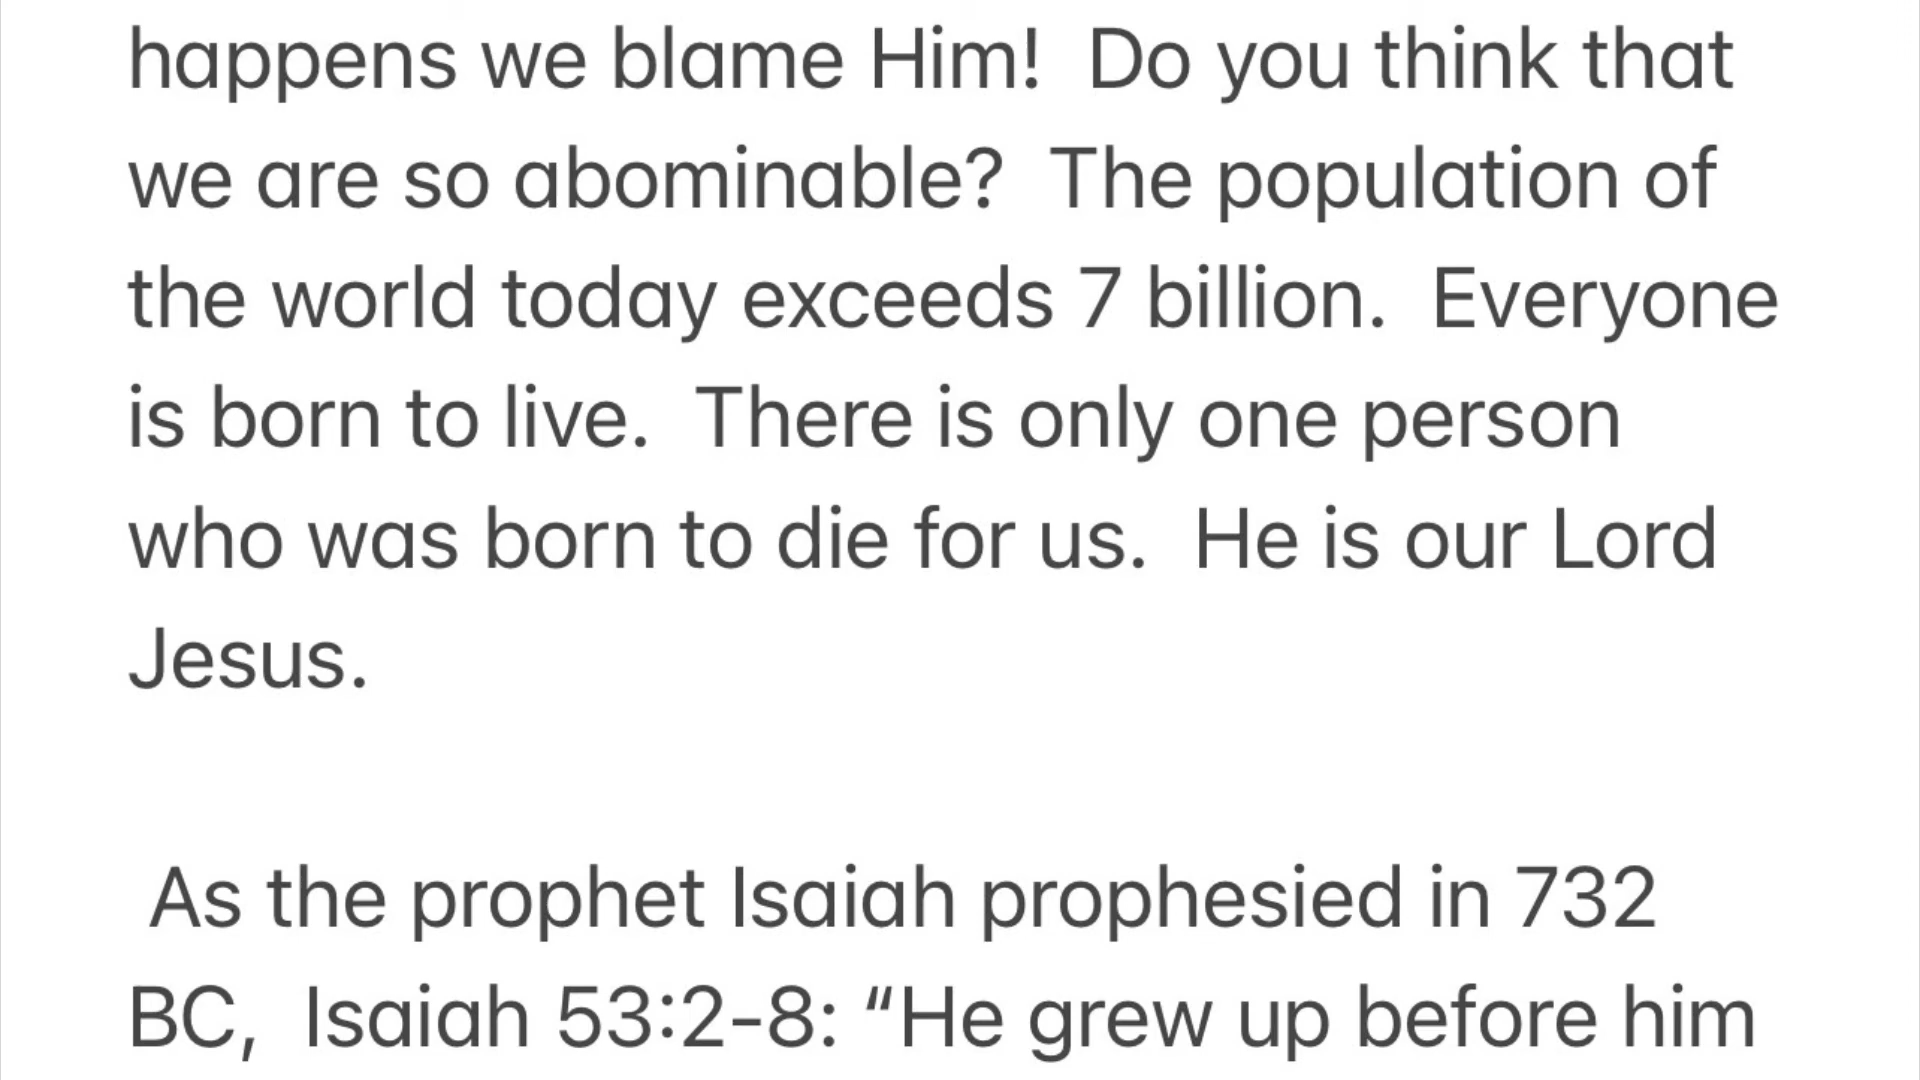 happens we blame Him!  Do you think that
we are so abominable?  The population of
the world today exceeds 7 billion.  Everyone
is born to live.  There is only one person
who was born to die for us.  He is our Lord
Jesus.
As the prophet Isaiah prophesied in 732
BC,  Isaiah 53:2-8: “He grew up before him